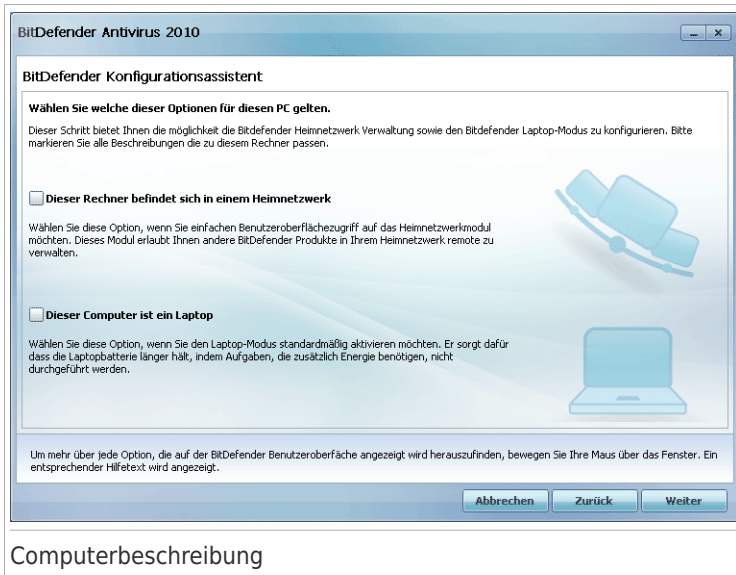 BitDefender Antivirus 2010
BitDefender Konfigurationsassistent
Wählen Sie welche dieser Optionen für diesen PC gelten.
Dieser Schritt bietet Ihnen die möglichkeit die Bitdefender Heimnetzwerk Verwaltung sowie den Bitdefender Laptop-Modus zu konfigurieren. Bitte
markieren Sie alle Beschreibungen die zu diesem Rechner passen.
Dieser Rechner befindet sich in einem Heimnetzwerk
Wählen Sie diese Option, wenn Sie einfachen Benutzeroberflächezugriff auf das Heimnetzwerkmodul
möchten. Dieses Modul erlaubt Ihnen andere BitDefender Produkte in Ihrem Heimnetzwerk remote zu
verwalten.
Dieser Computer ist ein Laptop
Wählen Sie diese Option, wenn Sie den Laptop-Modus standardmäßig aktivieren möchten. Er sorgt dafür
dass die Laptopbatterie länger hält, indem Aufgaben, die zusätzlich Energie benötigen, nicht
durchgeführt werden.
Um mehr über jede Option, die auf der BitDefender Benutzeroberfäche angezeigt wird herauszufinden, bewegen Sie Ihre Maus über das Fenster. Ein
entsprechender Hilfetext wird angezeigt.
Abbrechen Zurück Weiter
Computerbeschreibung